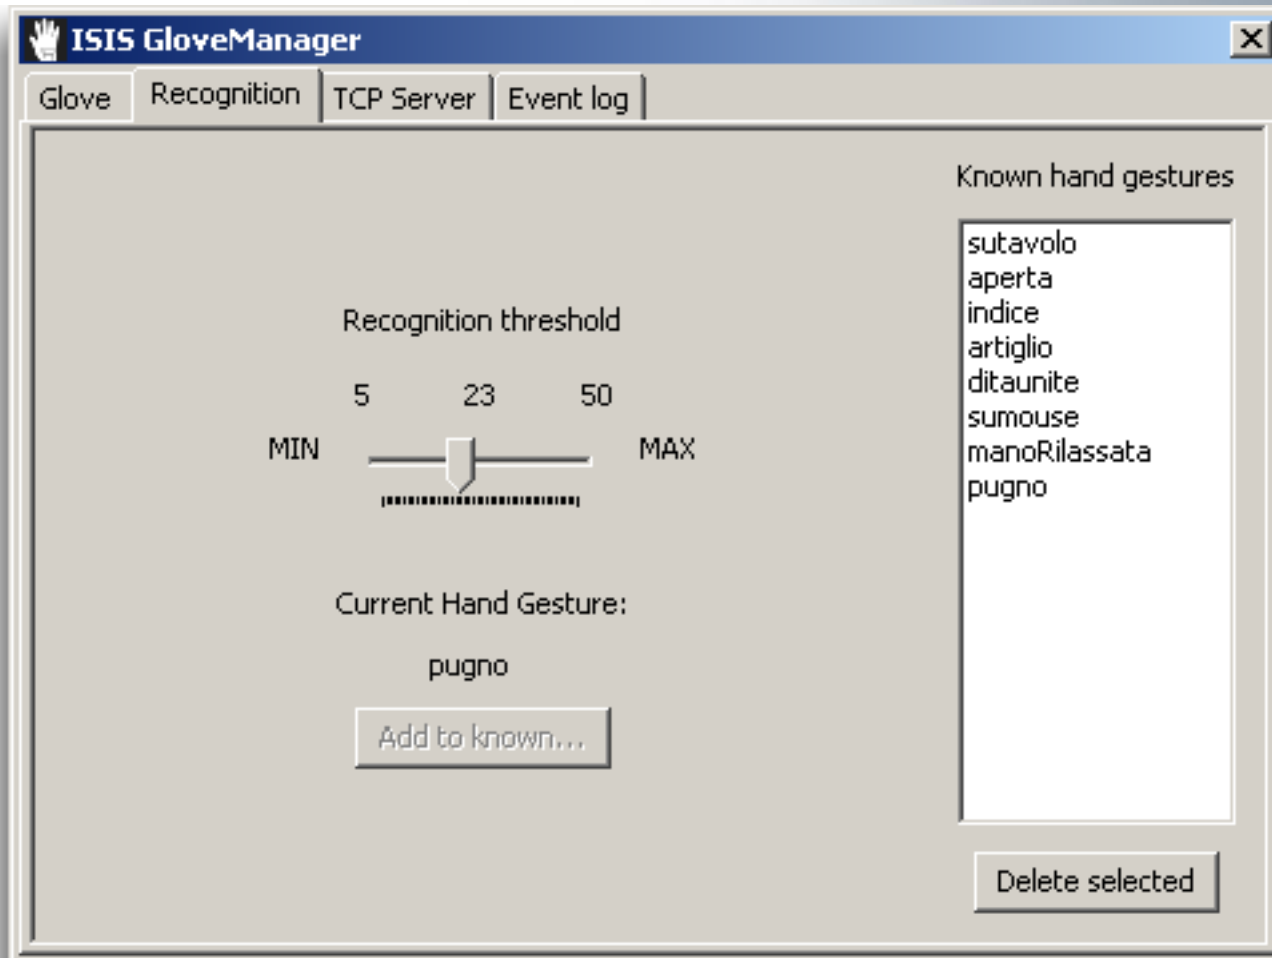 ISIS GloveManager
Glove Recognition TCP Server Event log
Known hand gestures
sutavolo
aperta
indice
artiglio
ditaunite
sumouse
manoRilassata
pugno
Recognition threshold
5 23 50
MIN MAX
Current Hand Gesture:
pugno
Add to known...
Delete selected